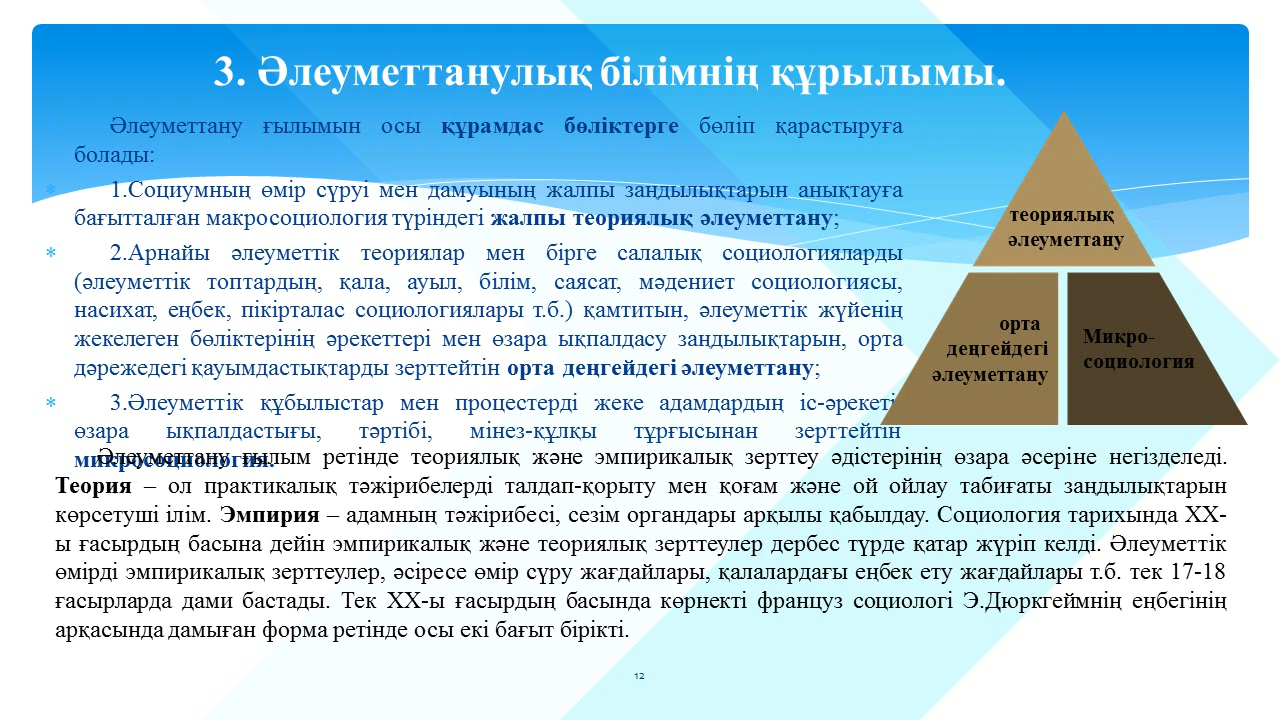 3. Әлеуметтанулық білімнің құрылымы.
Әлеуметтану ғылымын осы құрамдас бөліктерге бөліп қарастыруға
болады:
1.Социумның өмір сүруі мен дамуының жалпы заңдылықтарын анықтауға
бағытталған макросоциология түріндегі жалпы теориялық әлеуметтану;
2.Арнайы әлеуметтік теориялар мен бірге салалық социологияларды
(әлеуметтік топтардың, қала, ауыл, білім, саясат, мәдениет социологиясы,
насихат, еңбек, пікірталас социологиялары т.б.) қамтитын, әлеуметтік жүйенің
жекелеген бөліктерінің әрекеттері мен өзара ықпалдасу заңдылықтарын, орта
дәрежедегі қауымдастықтарды зерттейтін орта деңгейдегі әлеуметтану;
3.Әлеуметтік құбылыстар мен процестерді жеке адамдардың іс-әрекеті,
өзара ықпалдастығы, тәртібі, мінез-құлқы тұрғысынан зерттейтін
микросоциология.
теориялық
әлеуметтану
орта
деңгейдегі
әлеуметтану
Микро-
социология
Әлеуметтану ғылым ретінде теориялық және эмпирикалық зерттеу әдістерінің өзара әсеріне негізделеді.
Теория – ол практикалық тәжірибелерді талдап-қорыту мен қоғам және ой ойлау табиғаты заңдылықтарын
көрсетуші ілім. Эмпирия – адамның тәжірибесі, сезім органдары арқылы қабылдау. Социология тарихында ХХ-
ы ғасырдың басына дейін эмпирикалық және теориялық зерттеулер дербес түрде қатар жүріп келді. Әлеуметтік
өмірді эмпирикалық зерттеулер, әсіресе өмір сүру жағдайлары, қалалардағы еңбек ету жағдайлары т.б. тек 17-18
ғасырларда дами бастады. Тек ХХ-ы ғасырдың басында көрнекті француз социологі Э.Дюркгеймнің еңбегінің
арқасында дамыған форма ретінде осы екі бағыт бірікті.
12